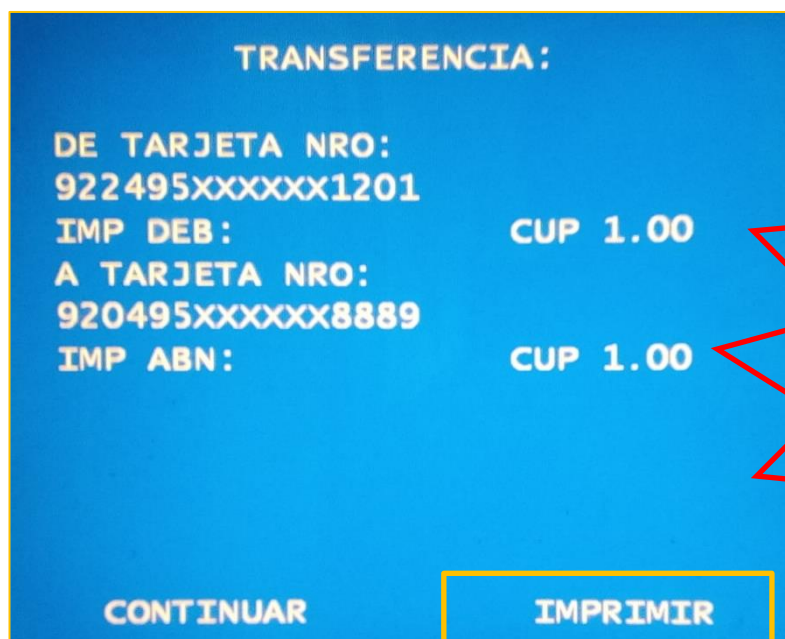 TRANSFERENCIA:
DE TARJETA NRO:
922495XXXXXX1201
IMP DEB: CUP 1.00
A TARJETA NRO:
920495XXXXXX8889
IMP ABN: CUP 1.00
CONTINUAR IMPRIMIR